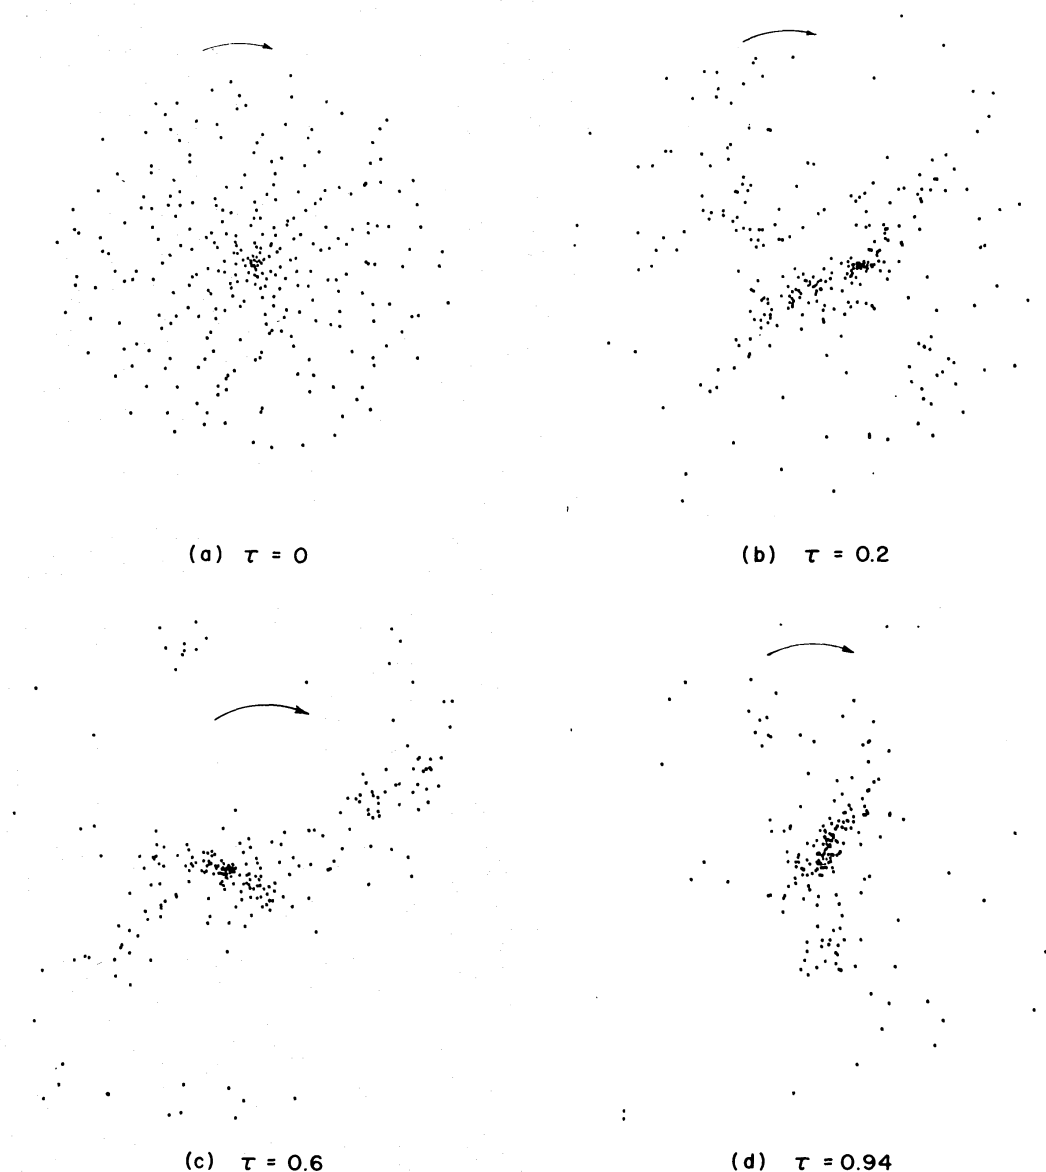 (a) τ = 0
(b) τ = 0.2
(c) τ = 0.6
(d) τ = 0.94